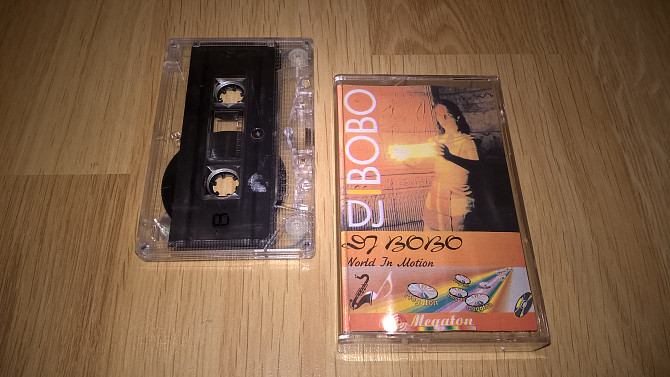 DJ BOBO
DJ BOBO
World In Motion
Megaton
B